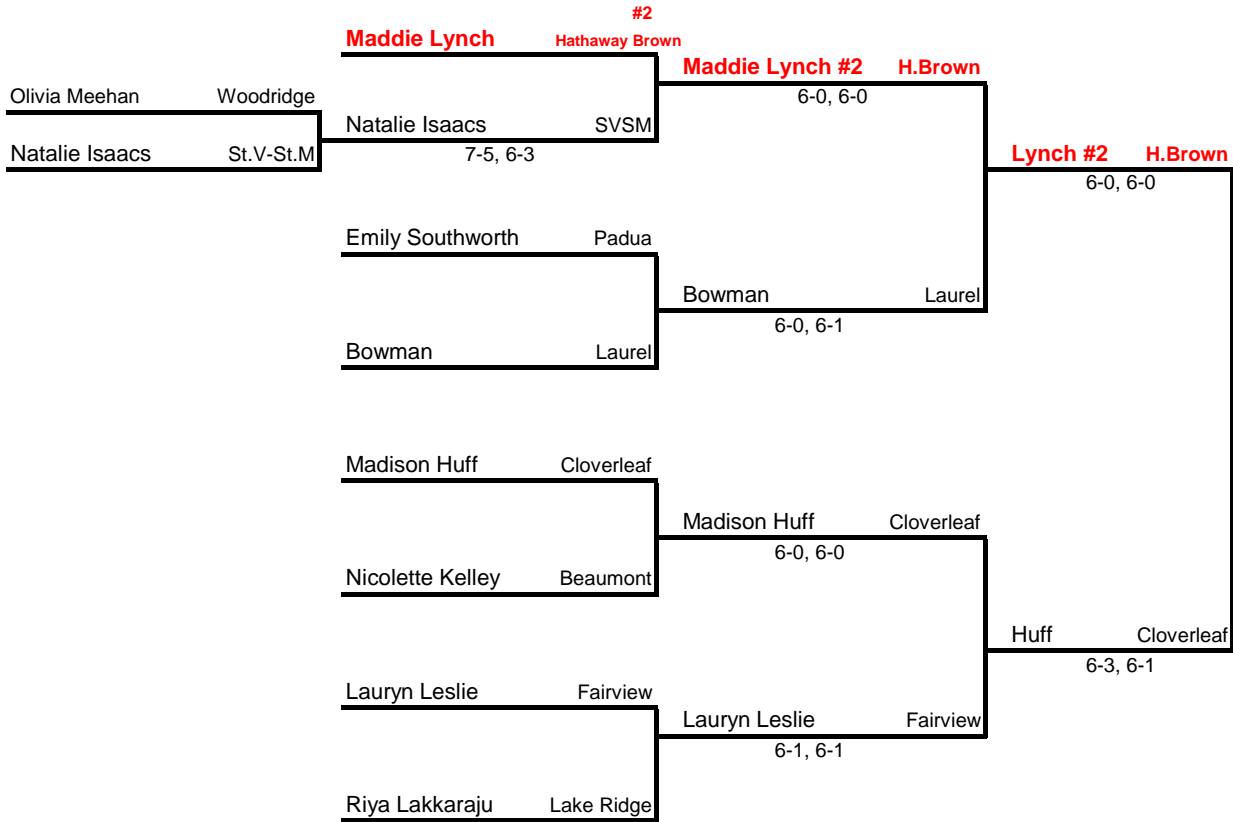 #2
Maddie Lynch Hathaway Brown
Maddie Lynch #2 H.Brown
Olivia Meehan Woodridge
6-0, 6-0
Natalie Isaacs SVSM
Natalie Isaacs St.V-St.M
7-5, 6-3
Lynch #2 H.Brown
6-0, 6-0
Emily Southworth Padua
Bowman Laurel
6-0, 6-1
Bowman Laurel
Madison Huff Cloverleaf
Madison Huff Cloverleaf
6-0, 6-0
Nicolette Kelley Beaumont
Huff Cloverleaf
6-3, 6-1
Lauryn Leslie Fairview
Lauryn Leslie Fairview
6-1, 6-1
Riya Lakkaraju Lake Ridge